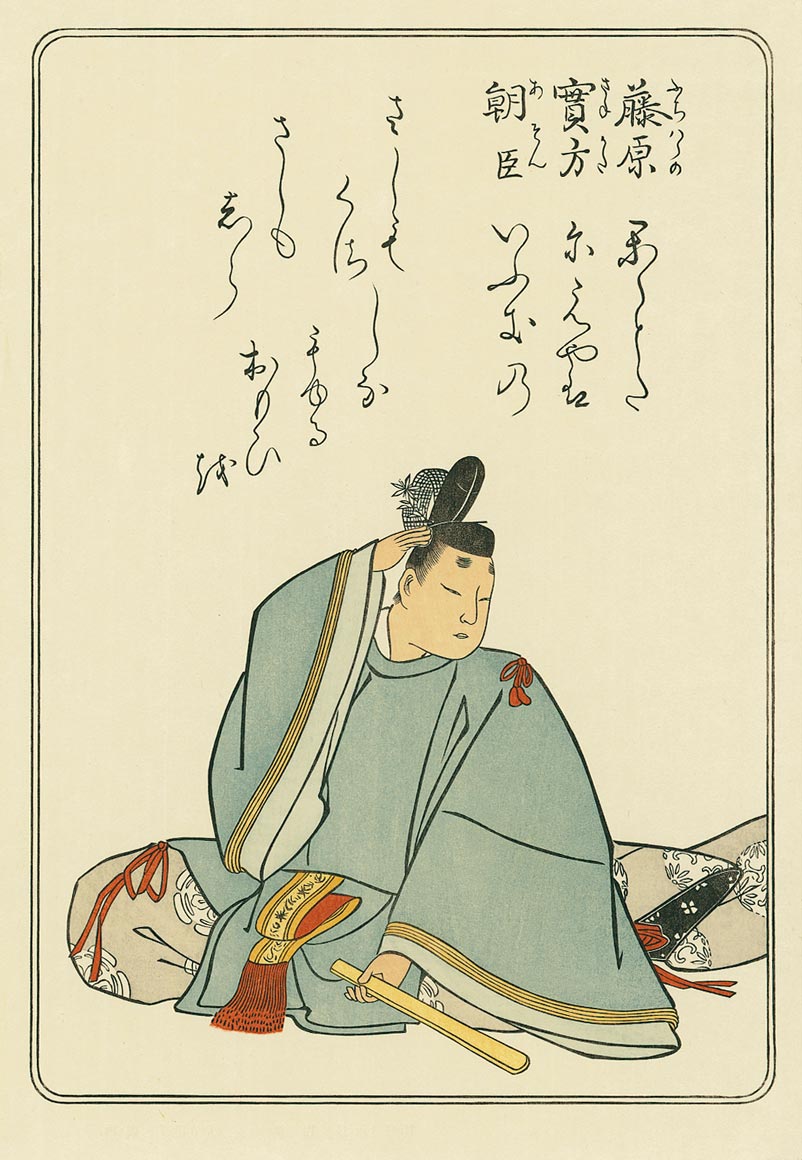 藤原
ふぢはらの
實方
さねかた
朝臣
あそん
かくとた
にえやは
いふきの
さしも
くさ
さしも
しら
しな
もゆる
おもひ
を